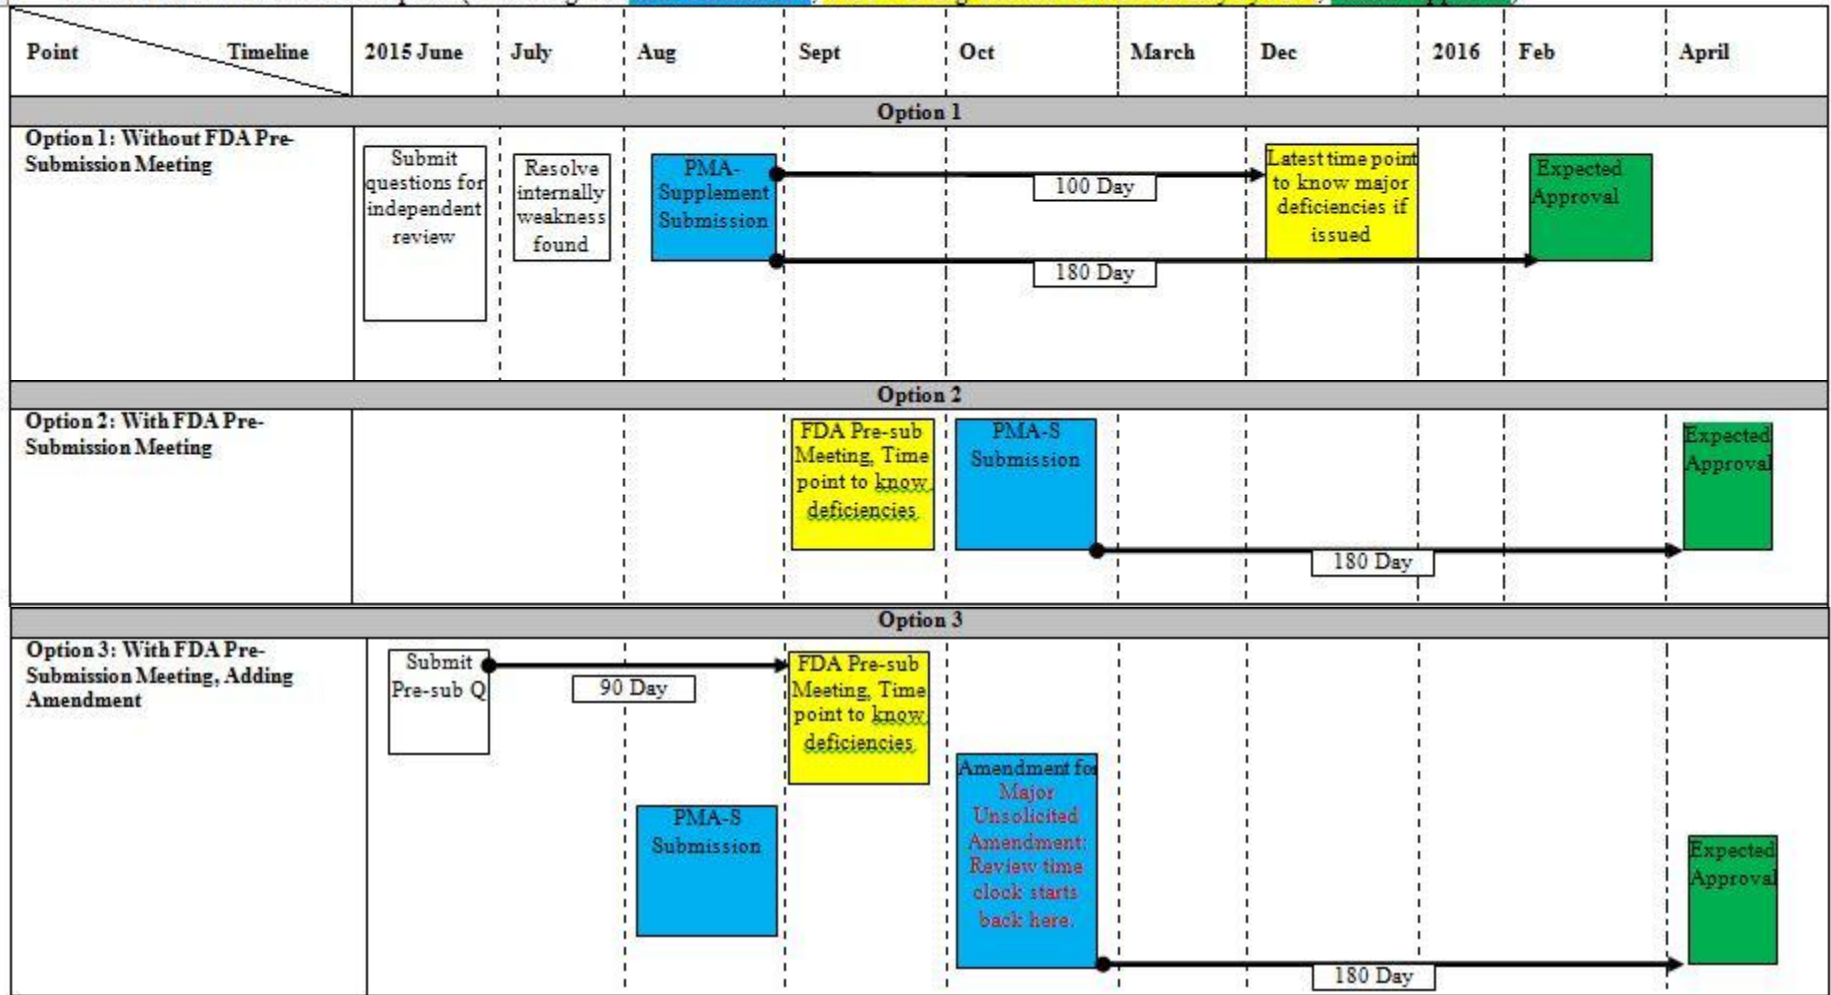 Point Timeline 2015 June July Aug Sept Oct March Dec 2016 Feb April
Option 1
Option 1: Without FDA Pre-
Submission Meeting
Submit
questions for
independent
review
Resolve
internally
weakness
found
PMA-
Supplement
Submission
100 Day
180 Day
Latest time point
to know major
deficiencies if
issued
Expected
Approval
Option 2
Option 2: With FDA Pre-
Submission Meeting
FDA Pre-sub
Meeting, Time
point to know
deficiencies
PMA-S
Submission
180 Day
Expected
Approval
Option 3
Option 3: With FDA Pre-
Submission Meeting, Adding
Amendment
Submit
Pre-sub Q
90 Day
FDA Pre-sub
Meeting, Time
point to know
deficiencies
PMA-S
Submission
Amendment for
Major
Unsolicited
Amendment:
Review time
clock starts
back here.
180 Day
Expected
Approval